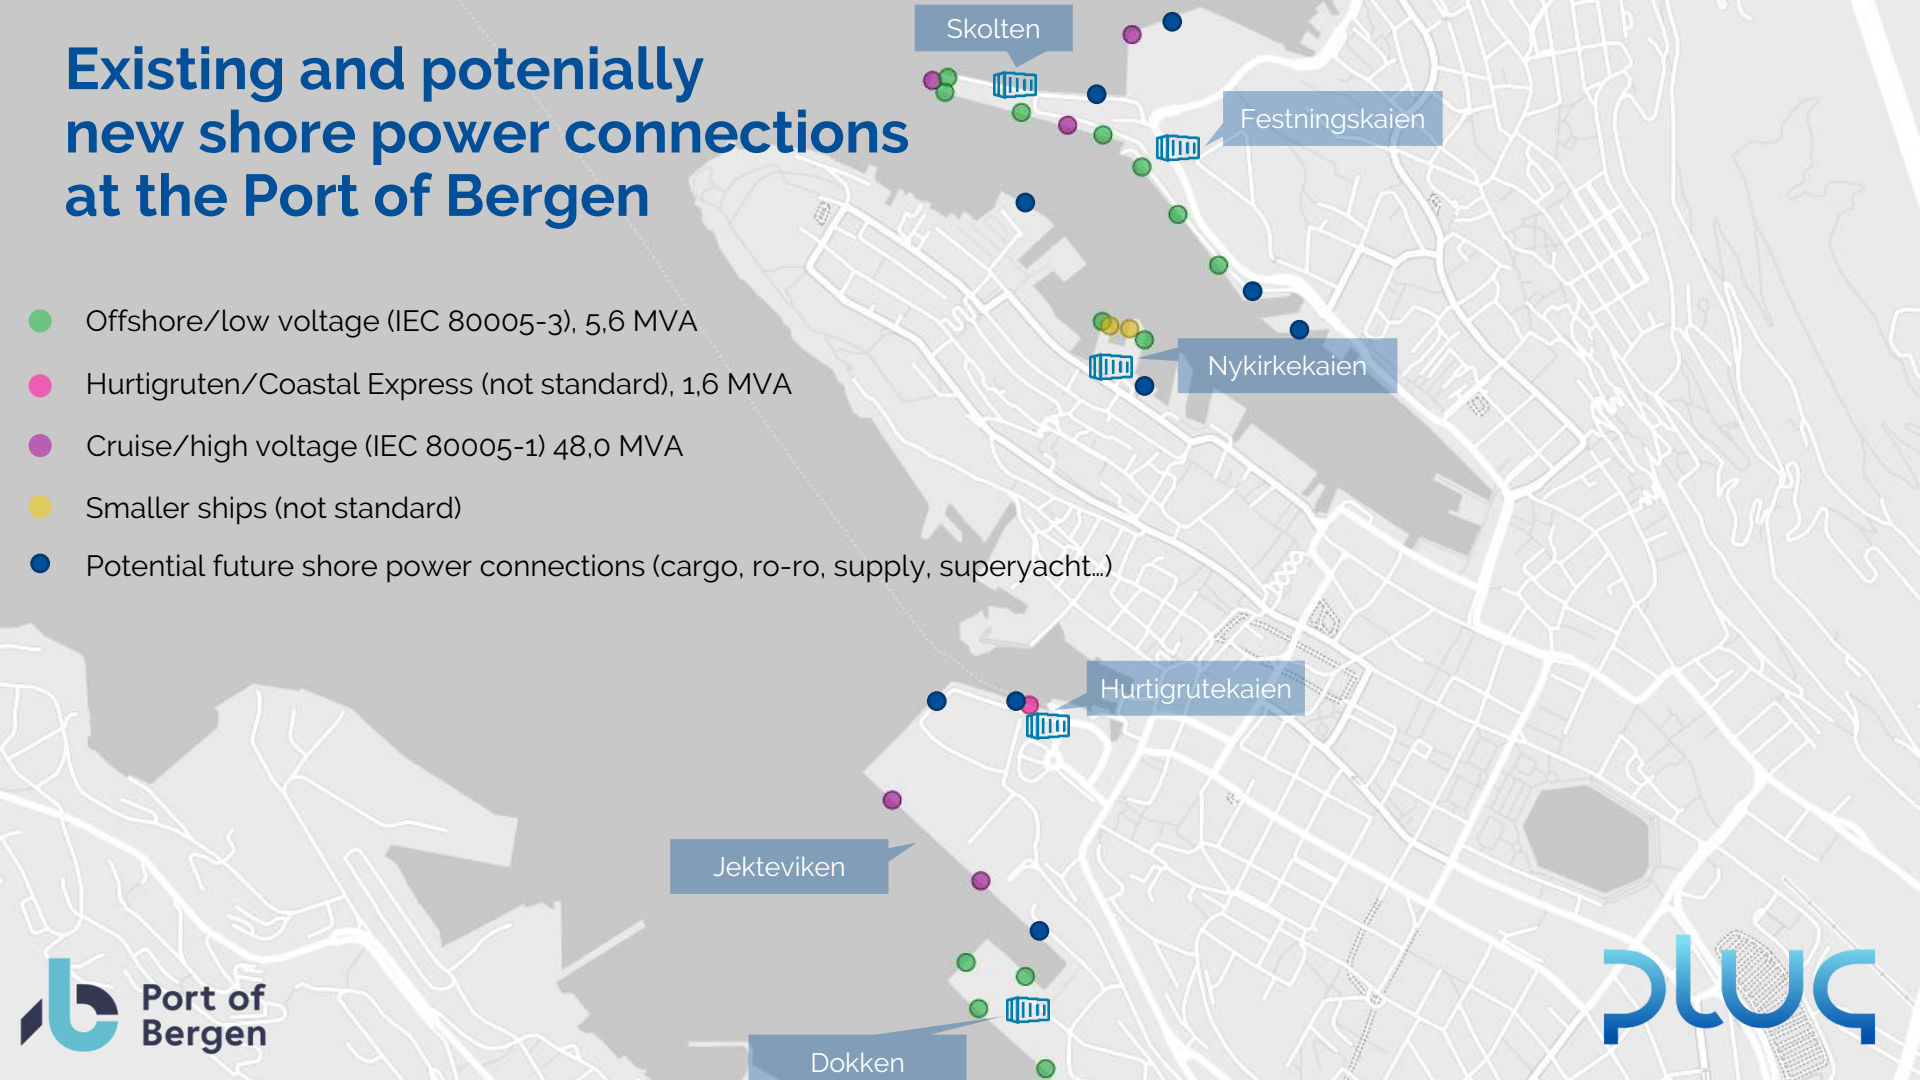 Existing and potenially
new shore power connections
at the Port of Bergen
Offshore/low voltage (IEC 80005-3), 5,6 MVA
Hurtigruten/Coastal Express (not standard), 1,6 MVA
Cruise/high voltage (IEC 80005-1) 48,0 MVA
Smaller ships (not standard)
Potential future shore power connections (cargo, ro-ro, supply, superyacht...)
Skolten
Festningskaien
Nykirkekaien
Hurtigrutekaien
Jekteviken
Dokken
Port of
Bergen
PLUG